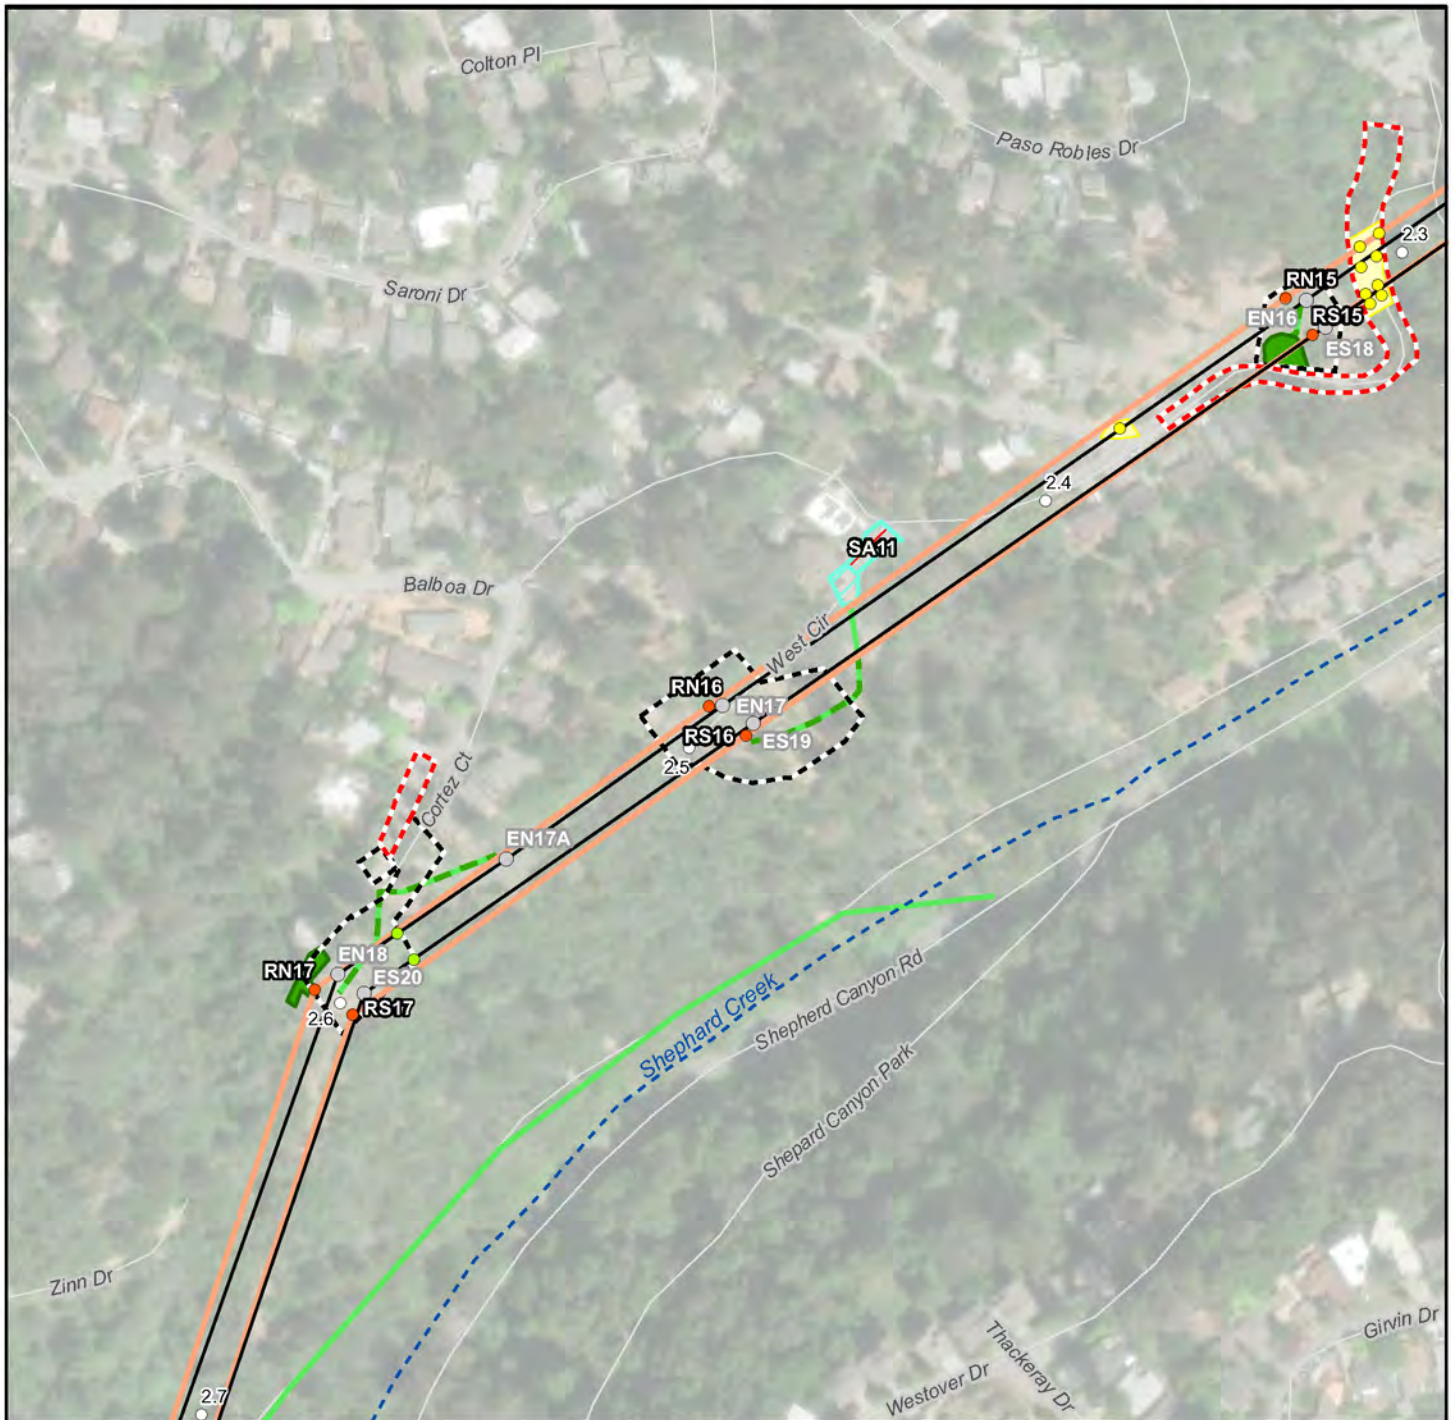 Colton Pl
Paso Robles Dr
2.3
RN15
Saroni Dr
EN16
RS15
ES18
2.4
SA11
Balboa Dr
West Cir
RN16
EN17
RS16
ES19
2.5
Cortez Ct
EN17A
EN18
RN17
ES20
RS17
2.6
Shephard Creek
Shepherd Canyon Rd
Shepard Canyon Park
Zinn Dr
Girvin Dr
Thackeray Dr
Westover Dr
2.7